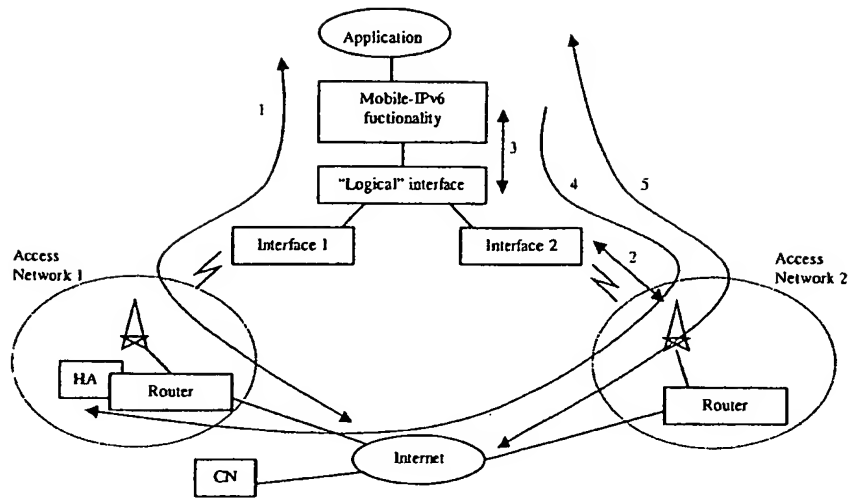 Application
1
Mobile-IPv6
fuctionality
3
"Logical" interface
4
5
Interface 1
Interface 2
2
Access
Network 1
Access
Network 2
HA
Router
Router
Internet
CN